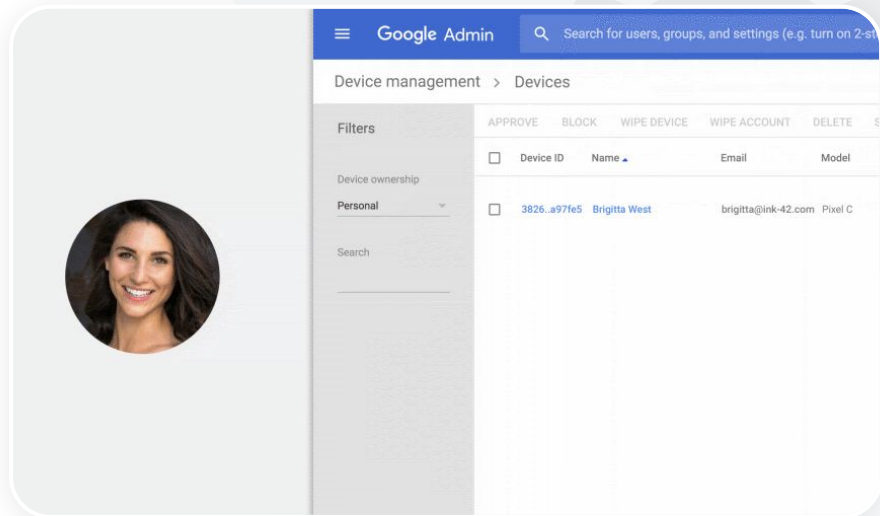 Google Admin
Search for users, groups, and settings (e.g. turn on 2-st
Device management > Devices
Filters
APPROVE BLOCK WIPE DEVICE WIPE ACCOUNT DELETE S
Device ID Name Email Model
Device ownership
Personal
3826..a97fe5 Brigitta West brigitta@ink-42.com Pixel C
Search